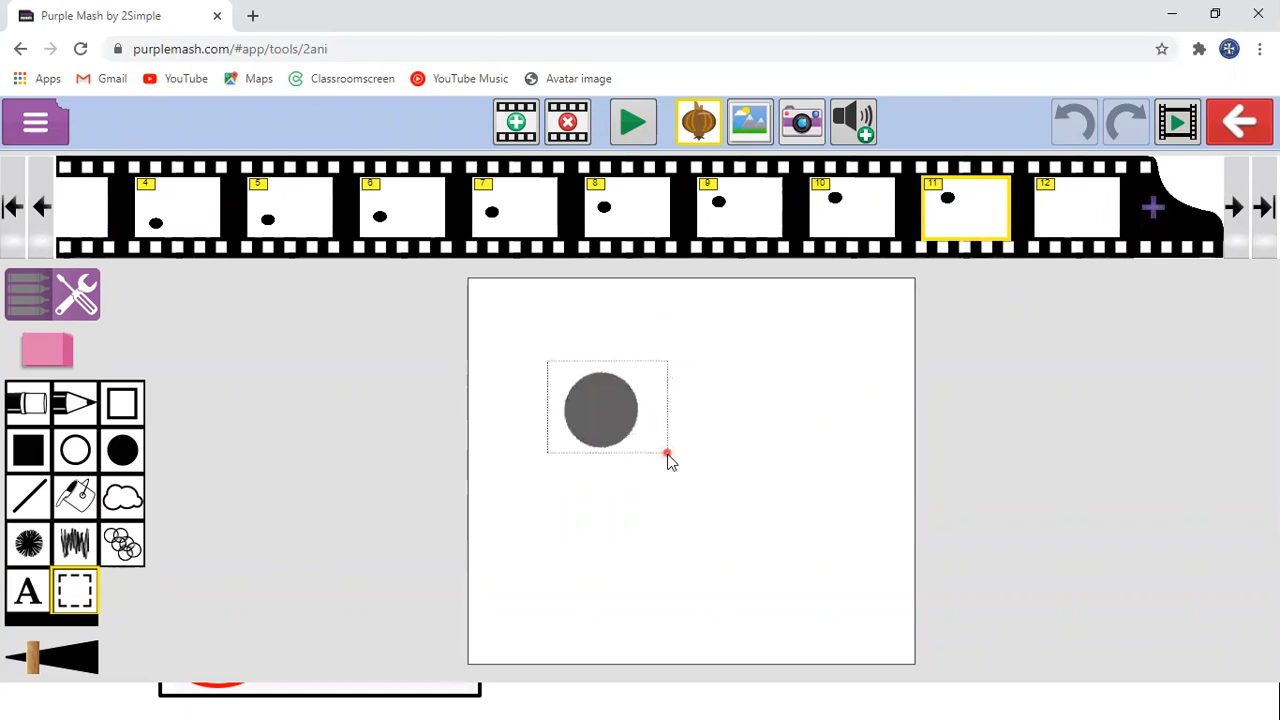 Purple Mash by 2Simple
purplemash.com/#app/tools/2ani
Apps Gmail YouTube Maps Classroomscreen YouTube Music Avatar image
4 5 6 7 8 9 10 11 12
A